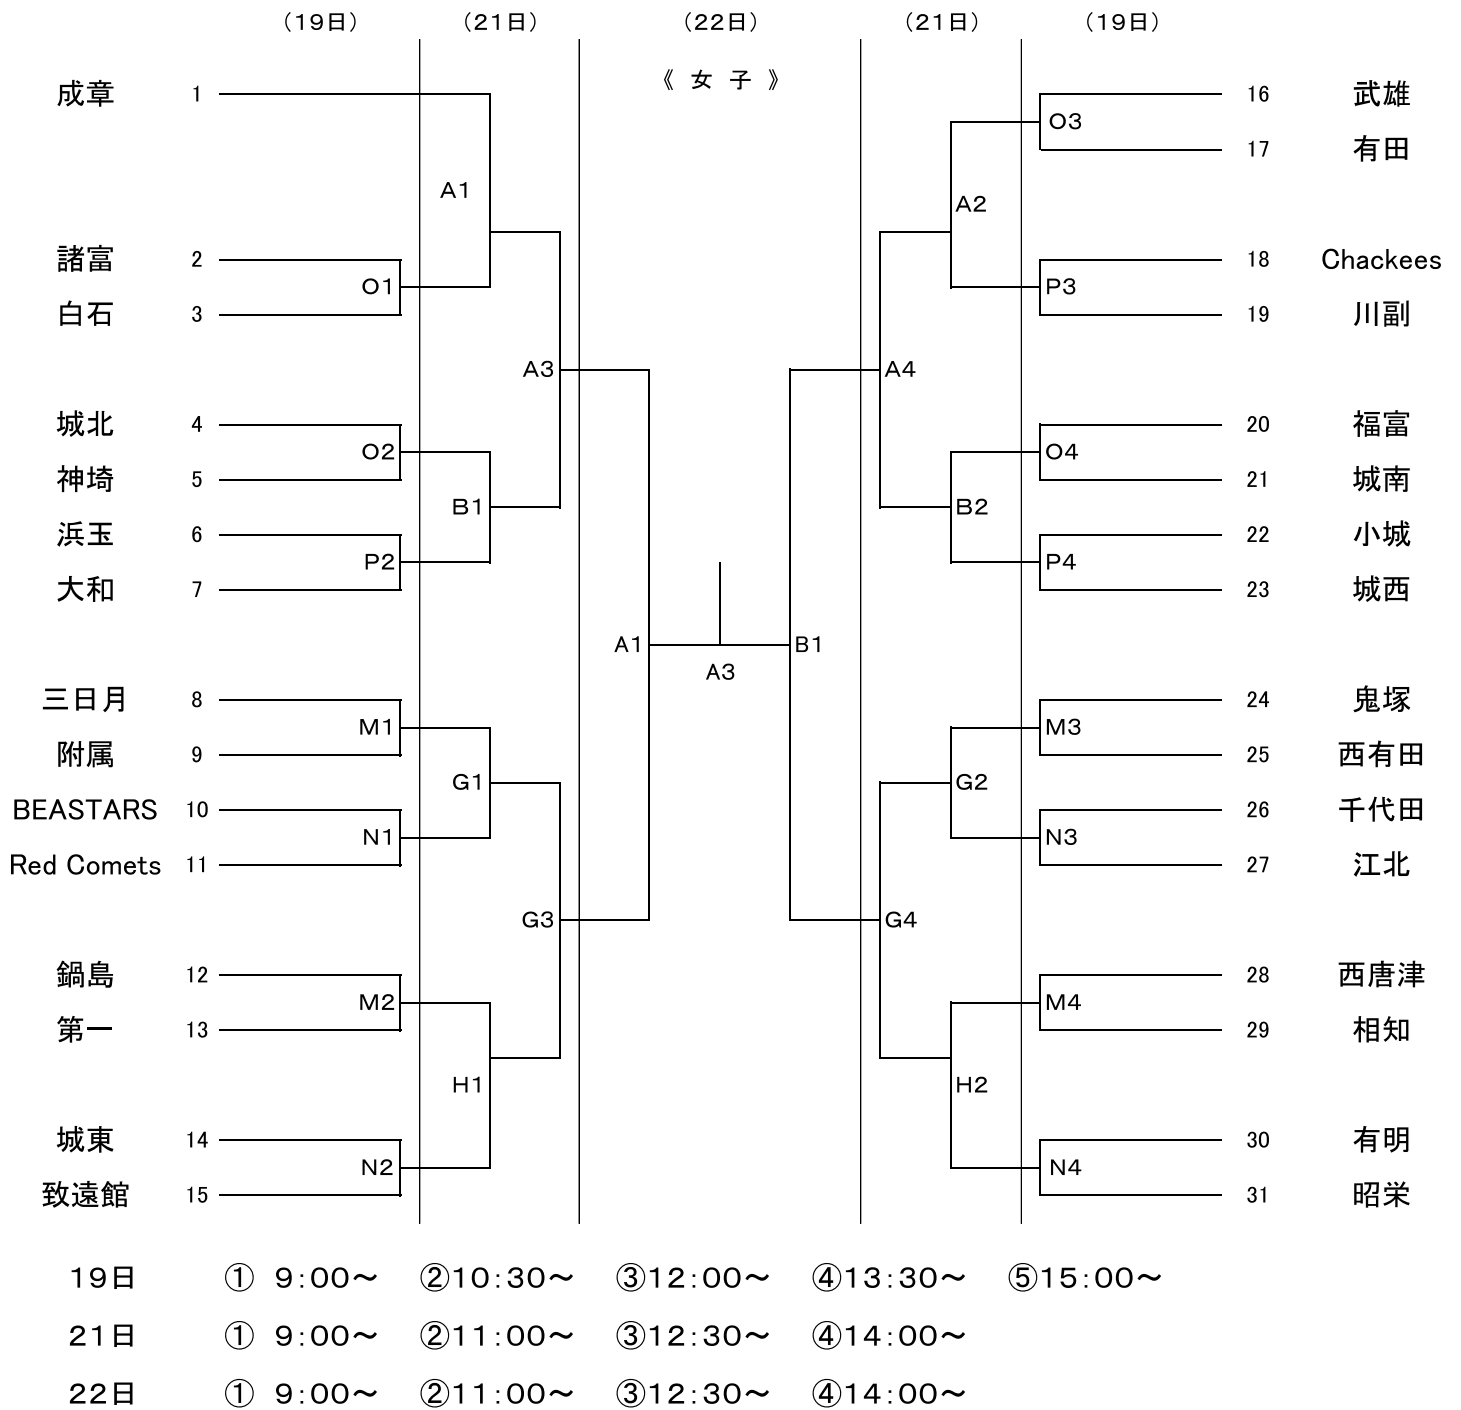 （19日） （21日） （22日） （21日） （19日）
《 女 子 》
成章 1 16 武雄
O3
17 有田
A1 A2
諸富 2 18 Chackees
O1 P3
白石 3 19 川副
A3 A4
城北 4 20 福富
O2 O4
神埼 5 21 城南
B1 B2
浜玉 6 22 小城
P2 P4
大和 7 23 城西
A1 B1
A3
三日月 8 24 鬼塚
M1 M3
附属 9 25 西有田
G1 G2
BEASTARS 10 26 千代田
N1 N3
Red Comets 11 27 江北
G3 G4
鍋島 12 28 西唐津
M2 M4
第一 13 29 相知
H1 H2
城東 14 30 有明
N2 N4
致遠館 15 31 昭栄
19日 ① 9:00～ ②10:30～ ③12:00～ ④13:30～ ⑤15:00～
21日 ① 9:00～ ②11:00～ ③12:30～ ④14:00～
22日 ① 9:00～ ②11:00～ ③12:30～ ④14:00～